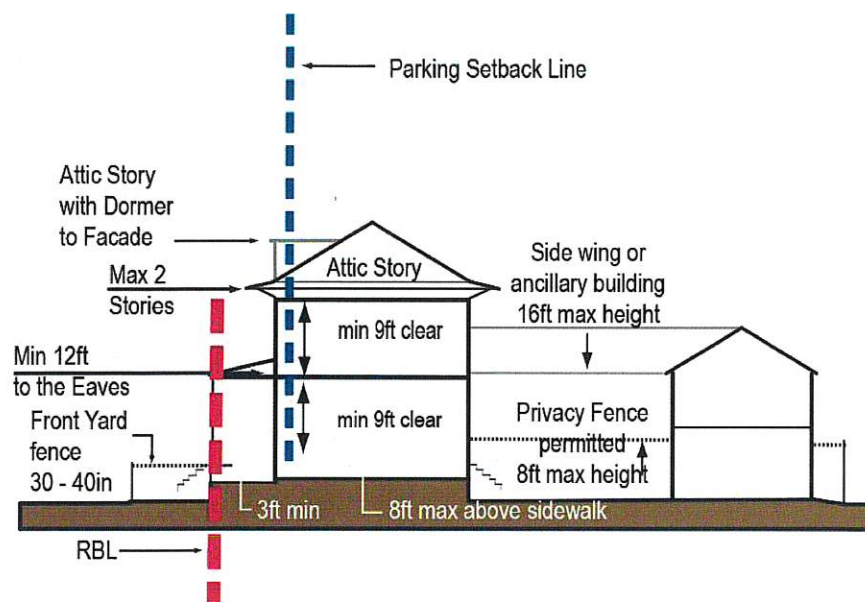 Parking Setback Line
Attic Story
with Dormer
to Facade
Attic Story
Side wing or
ancillary building
16ft max height
Max 2
Stories
min 9ft clear
Min 12ft
to the Eaves
min 9ft clear
Privacy Fence
permitted
8ft max height
Front Yard
fence
30 - 40in
3ft min
8ft max above sidewalk
RBL